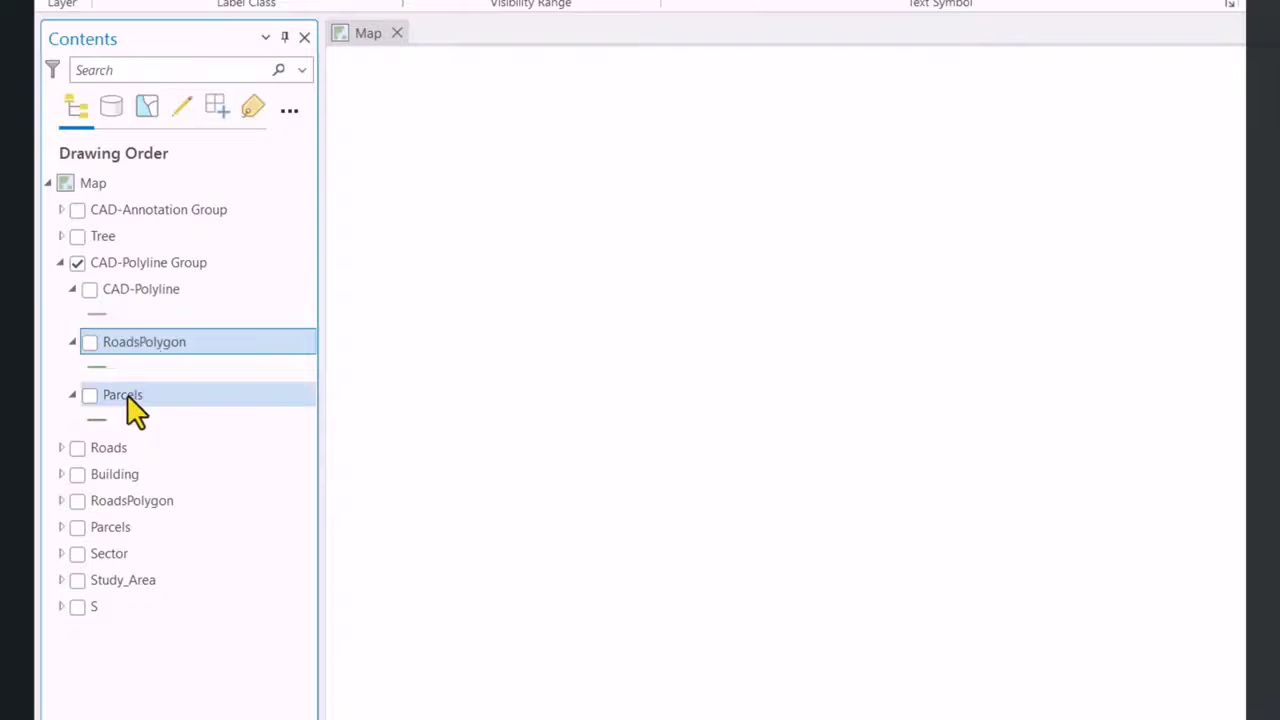 Layer Label Class Visibility Range Text Symbol
Contents
Map
Search
Drawing Order
Map
CAD-Annotation Group
Tree
CAD-Polyline Group
CAD-Polyline
RoadsPolygon
Parcels
Roads
Building
RoadsPolygon
Parcels
Sector
Study_Area
S